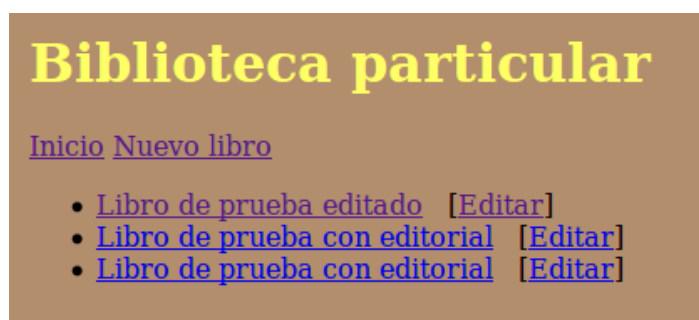 Biblioteca particular
Inicio Nuevo libro
• Libro de prueba editado [Editar]
• Libro de prueba con editorial [Editar]
• Libro de prueba con editorial [Editar]